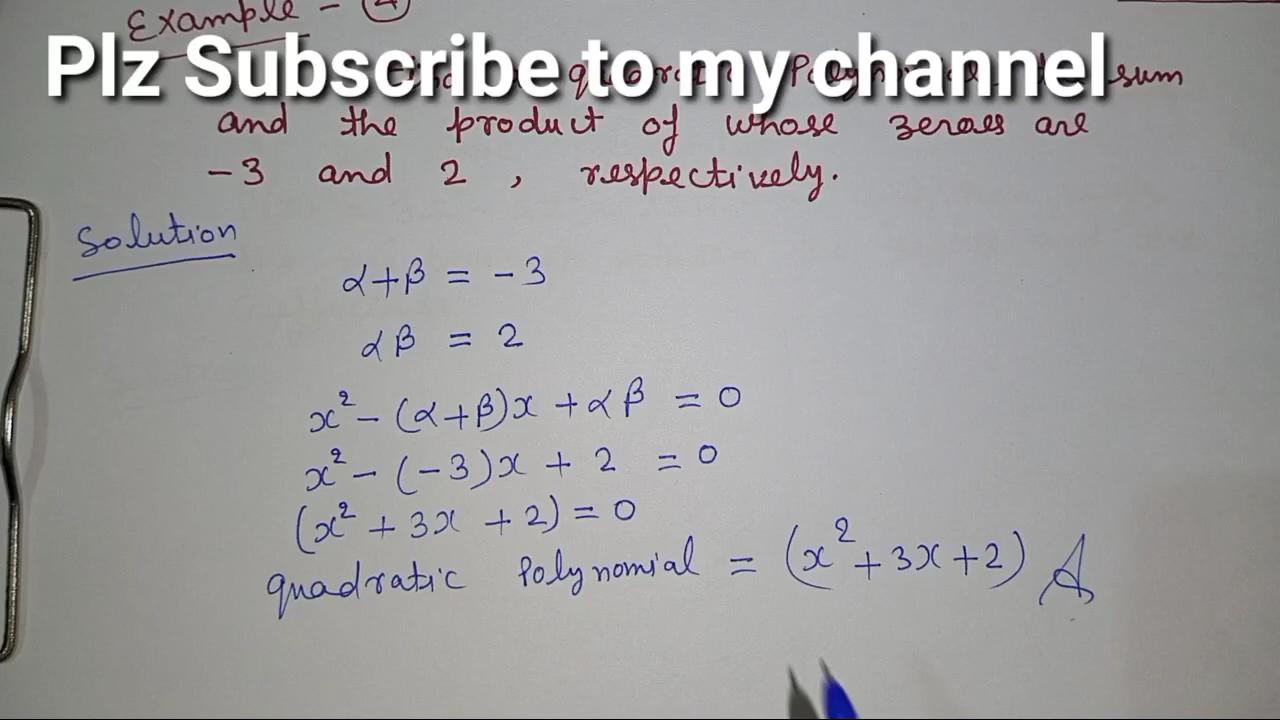 Example - 4
Plz Subscribe to my channel
sum
and the product of whose zeroes are
-3 and 2 , respectively.
Solution
α+β = -3
αβ = 2
x² - (α+β)x + αβ = 0
x² - (-3)x + 2 = 0
(x² + 3x + 2) = 0
quadratic Polynomial = (x² + 3x + 2) A